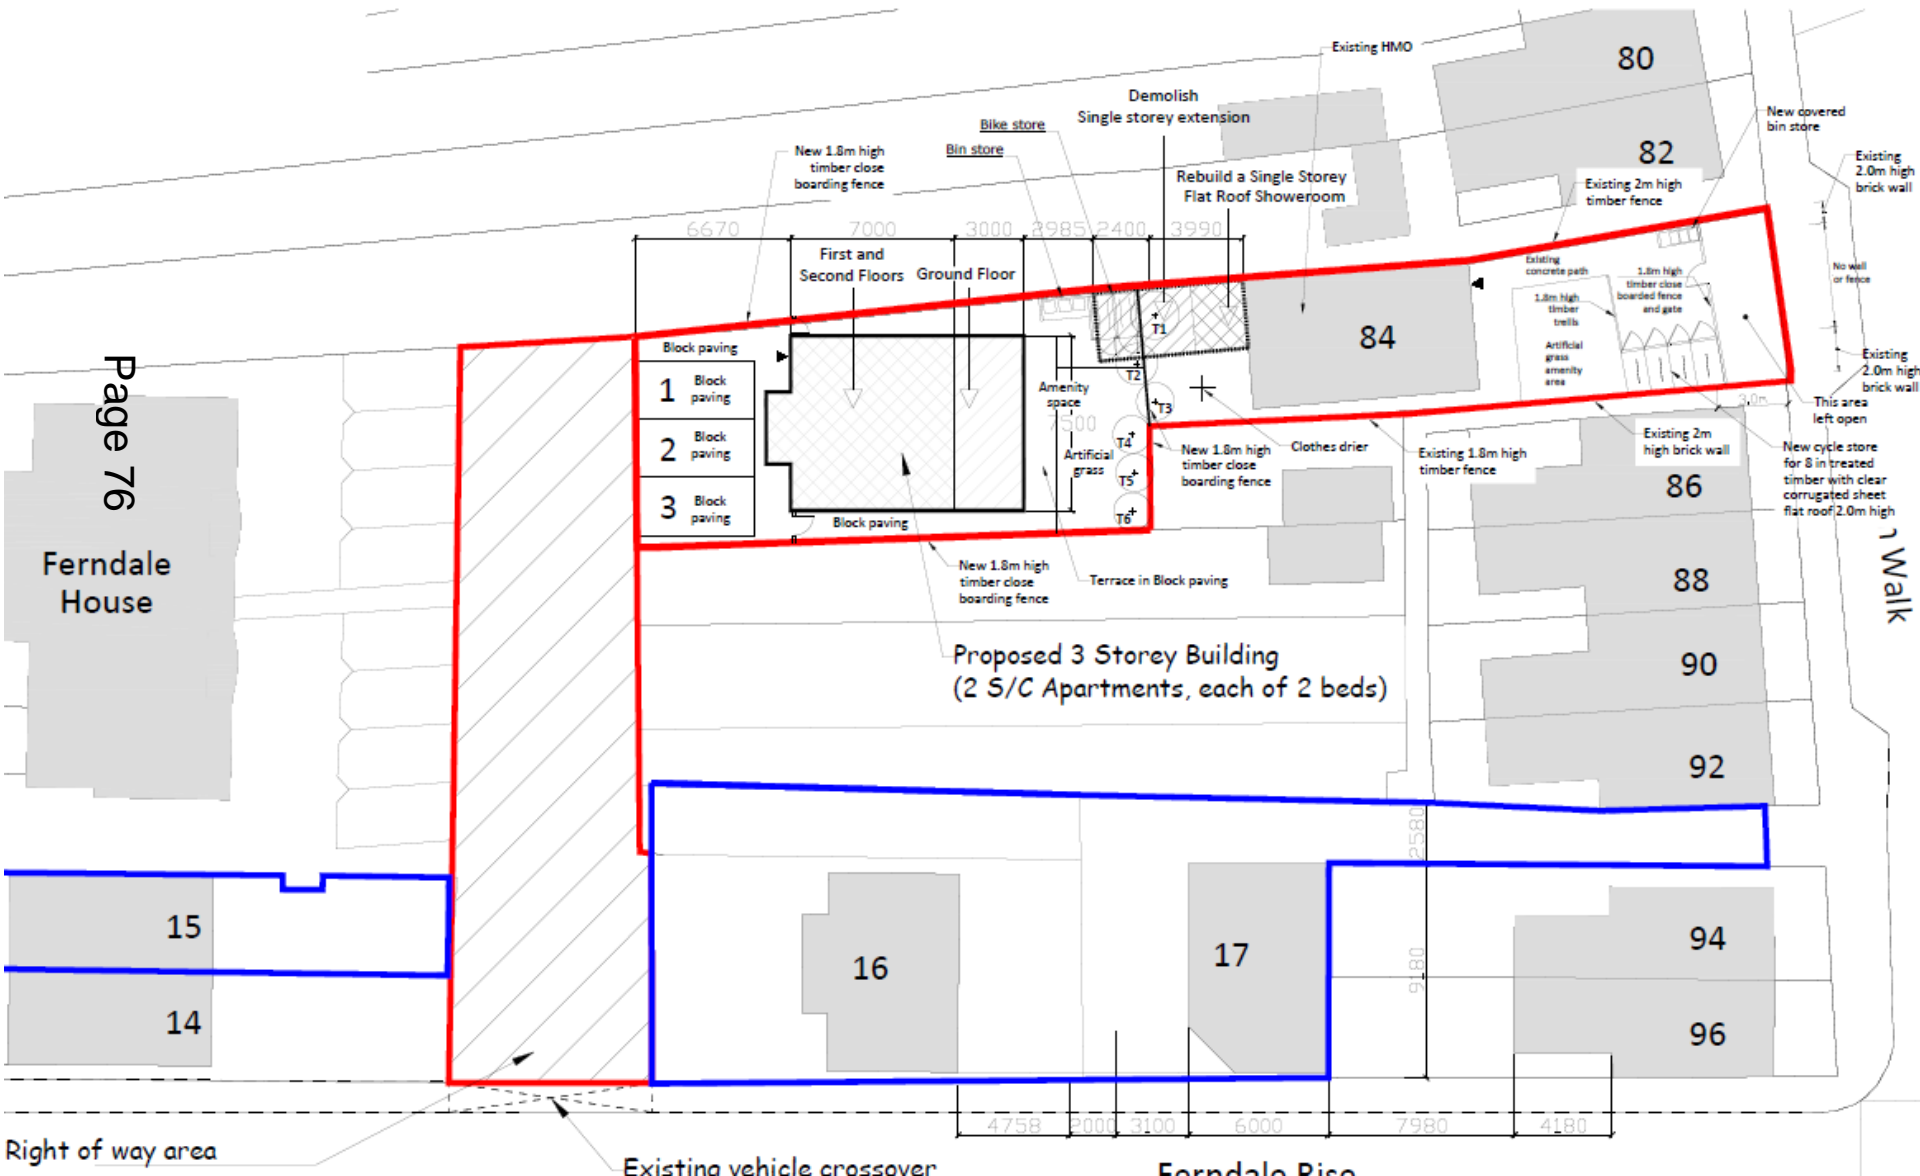 Existing HMO
80
Demolish
Single storey extension
Bike store
Bin store
New covered
bin store
82
New 1.8m high
timber close
boarding fence
Existing
2.0m high
brick wall
Rebuild a Single Storey
Flat Roof Showeroom
Existing 2m high
timber fence
6670
7000
3000
2985
2400
3990
First and
Second Floors
Ground Floor
Existing
concrete path
1.8m high
timber close
boarded fence
and gate
No wall
or fence
1.8m high
timber
trellis
T1
84
Block paving
Artificial
grass
amenity
area
Existing
2.0m high
brick wall
Page 76
1
Block
paving
2
Block
paving
3
Block
paving
T2
Amenity
space
7500
T3
T4
T5
T6
Artificial
grass
3.0m
This area
left open
Clothes drier
New 1.8m high
timber close
boarding fence
Existing 1.8m high
timber fence
Existing 2m
high brick wall
New cycle store
for 8 in treated
timber with clear
corrugated sheet
flat roof 2.0m high
86
Block paving
n Walk
Ferndale
House
New 1.8m high
timber close
boarding fence
Terrace in Block paving
88
Proposed 3 Storey Building
(2 S/C Apartments, each of 2 beds)
90
92
2580
15
16
17
9180
94
14
96
4758
2000
3100
6000
7980
4180
Right of way area
Existing vehicle crossover
Ferndale Rise